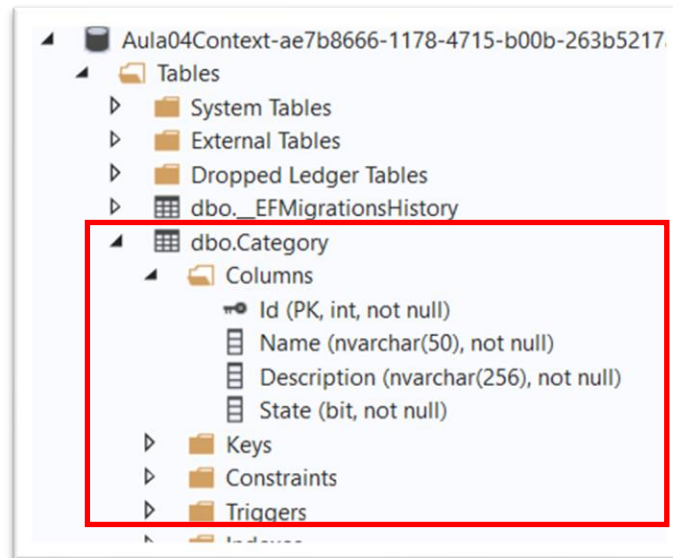 Aula04Context-ae7b8666-1178-4715-b00b-263b5217
Tables
System Tables
External Tables
Dropped Ledger Tables
dbo.__EFMigrationsHistory
dbo.Category
Columns
Id (PK, int, not null)
Name (nvarchar(50), not null)
Description (nvarchar(256), not null)
State (bit, not null)
Keys
Constraints
Triggers